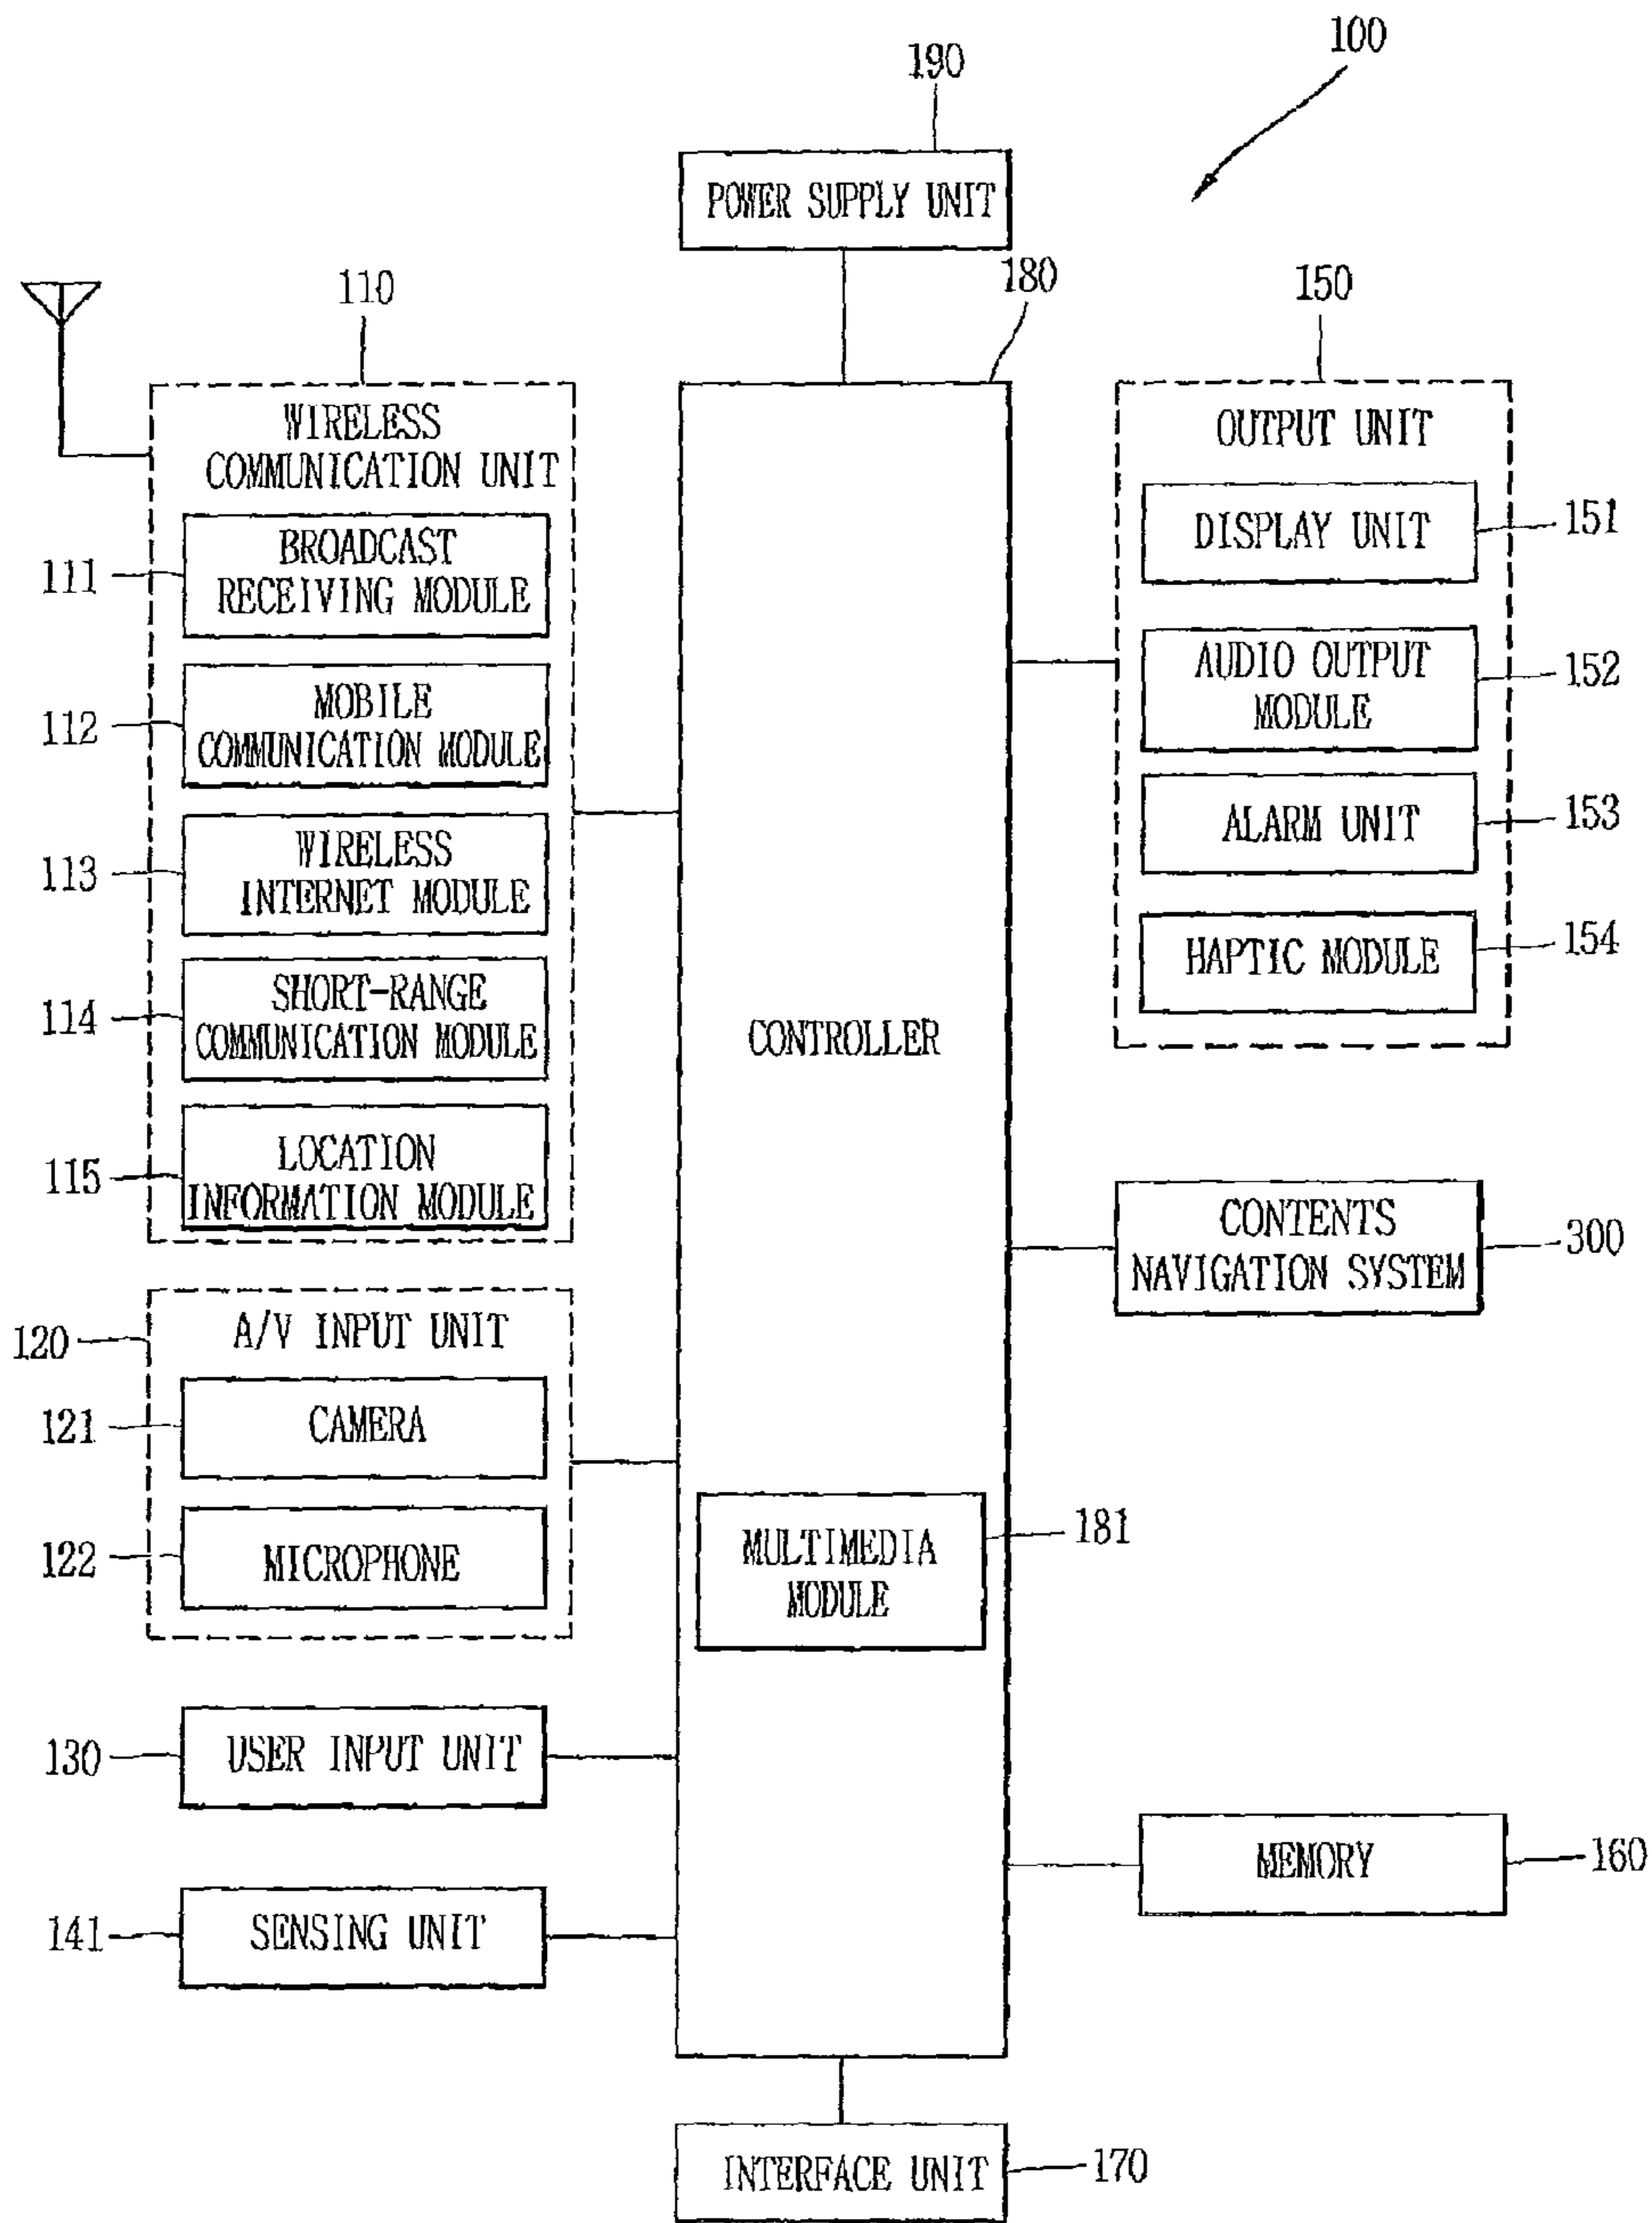 100
190
POWER SUPPLY UNIT
180
110
150
WIRELESS
COMMUNICATION UNIT
BROADCAST
RECEIVING MODULE
111
MOBILE
COMMUNICATION MODULE
112
WIRELESS
INTERNET MODULE
113
SHORT-RANGE
COMMUNICATION MODULE
114
LOCATION
INFORMATION MODULE
115
A/V INPUT UNIT
120
CAMERA
121
MICROPHONE
122
USER INPUT UNIT
130
SENSING UNIT
141
CONTROLLER
MULTIMEDIA
MODULE
181
OUTPUT UNIT
DISPLAY UNIT
151
AUDIO OUTPUT
MODULE
152
ALARM UNIT
153
HAPTIC MODULE
154
CONTENTS
NAVIGATION SYSTEM
300
MEMORY
160
INTERFACE UNIT
170